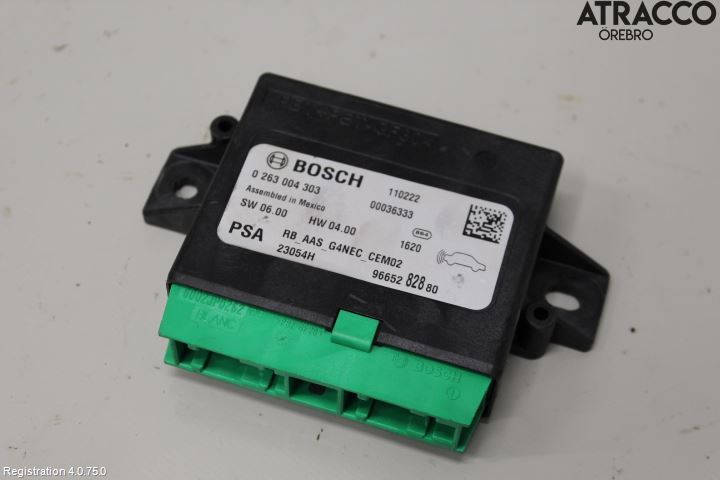 ATRACCO
ÖREBRO
BOSCH
0 263 004 303 110222
Assembled in Mexico 00036333
SW 06.00 HW 04.00 1620
PSA RB_AAS_G4NEC_CEM02
23054H 96652 828 80
BLANC
BOSCH
Registration 4.0.75.0